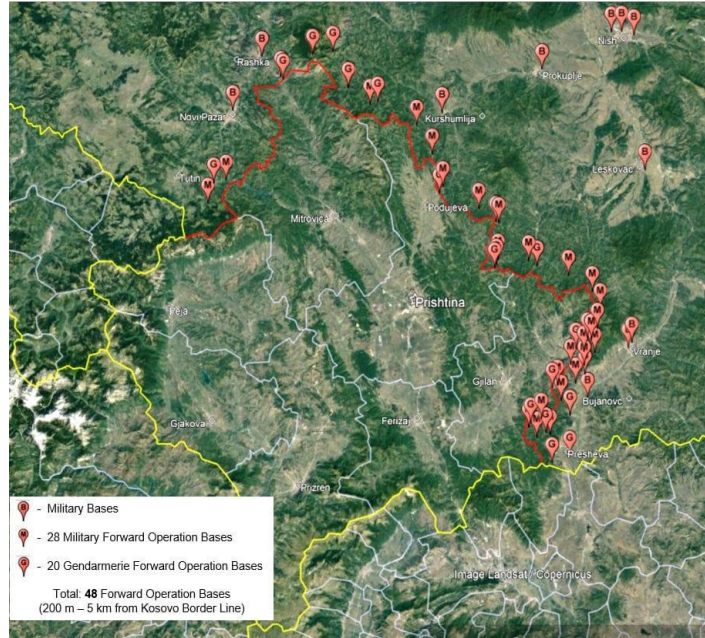 B B B
Nish
B
G
G
Rashka
G
B
Prokuplje
G
M
G
B
Novi Pazar
M
B
Kurshumlija
M
B
Leskovac
G
M
Tutin
M
M
M
Podujeva
Mitrovica
M
G
M
G
M
M
M
Peja
Prishtina
B
Vranje
Gjilan
Bujanovc
Gjakova
Feriza
G
Presheva
G
Prizren
B - Military Bases
M - 28 Military Forward Operation Bases
G - 20 Gendarmerie Forward Operation Bases
Total: 48 Forward Operation Bases
(200 m – 5 km from Kosovo Border Line)
Image Landsat / Copernicus